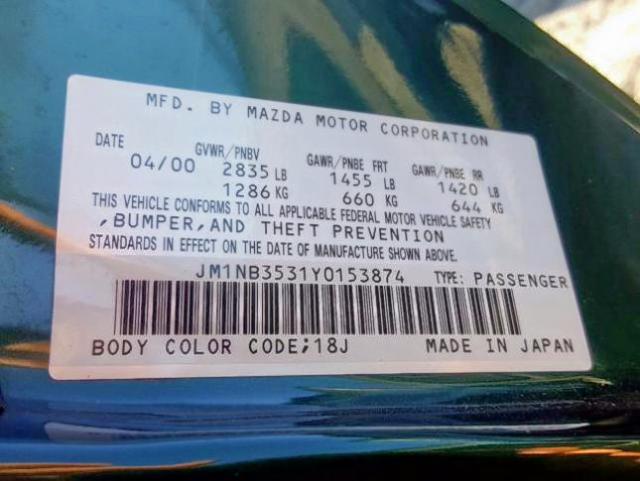 MFD. BY MAZDA MOTOR CORPORATION
DATE GVWR/PNBV GAWR/PNBE FRT GAWR/PNBE RR
04/00 2835 LB 1455 LB 1420 LB
1286 KG 660 KG 644 KG
THIS VEHICLE CONFORMS TO ALL APPLICABLE FEDERAL MOTOR VEHICLE SAFETY
,BUMPER,AND THEFT PREVENTION
STANDARDS IN EFFECT ON THE DATE OF MANUFACTURE SHOWN ABOVE.
JM1NB3531Y0153874 TYPE: PASSENGER
BODY COLOR CODE;18J MADE IN JAPAN